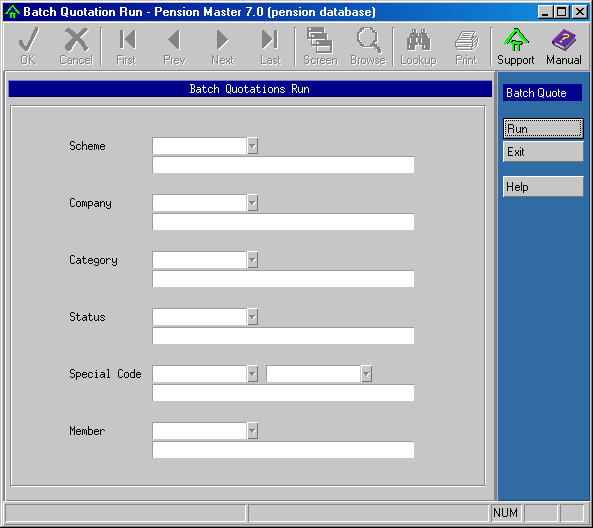 Batch Quotation Run - Pension Master 7.0 (pension database)
OK Cancel First Prev Next Last Screen Browse Lookup Print Support Manual
Batch Quotations Run
Batch Quote
Run
Exit
Help
Scheme
Company
Category
Status
Special Code
Member
NUM